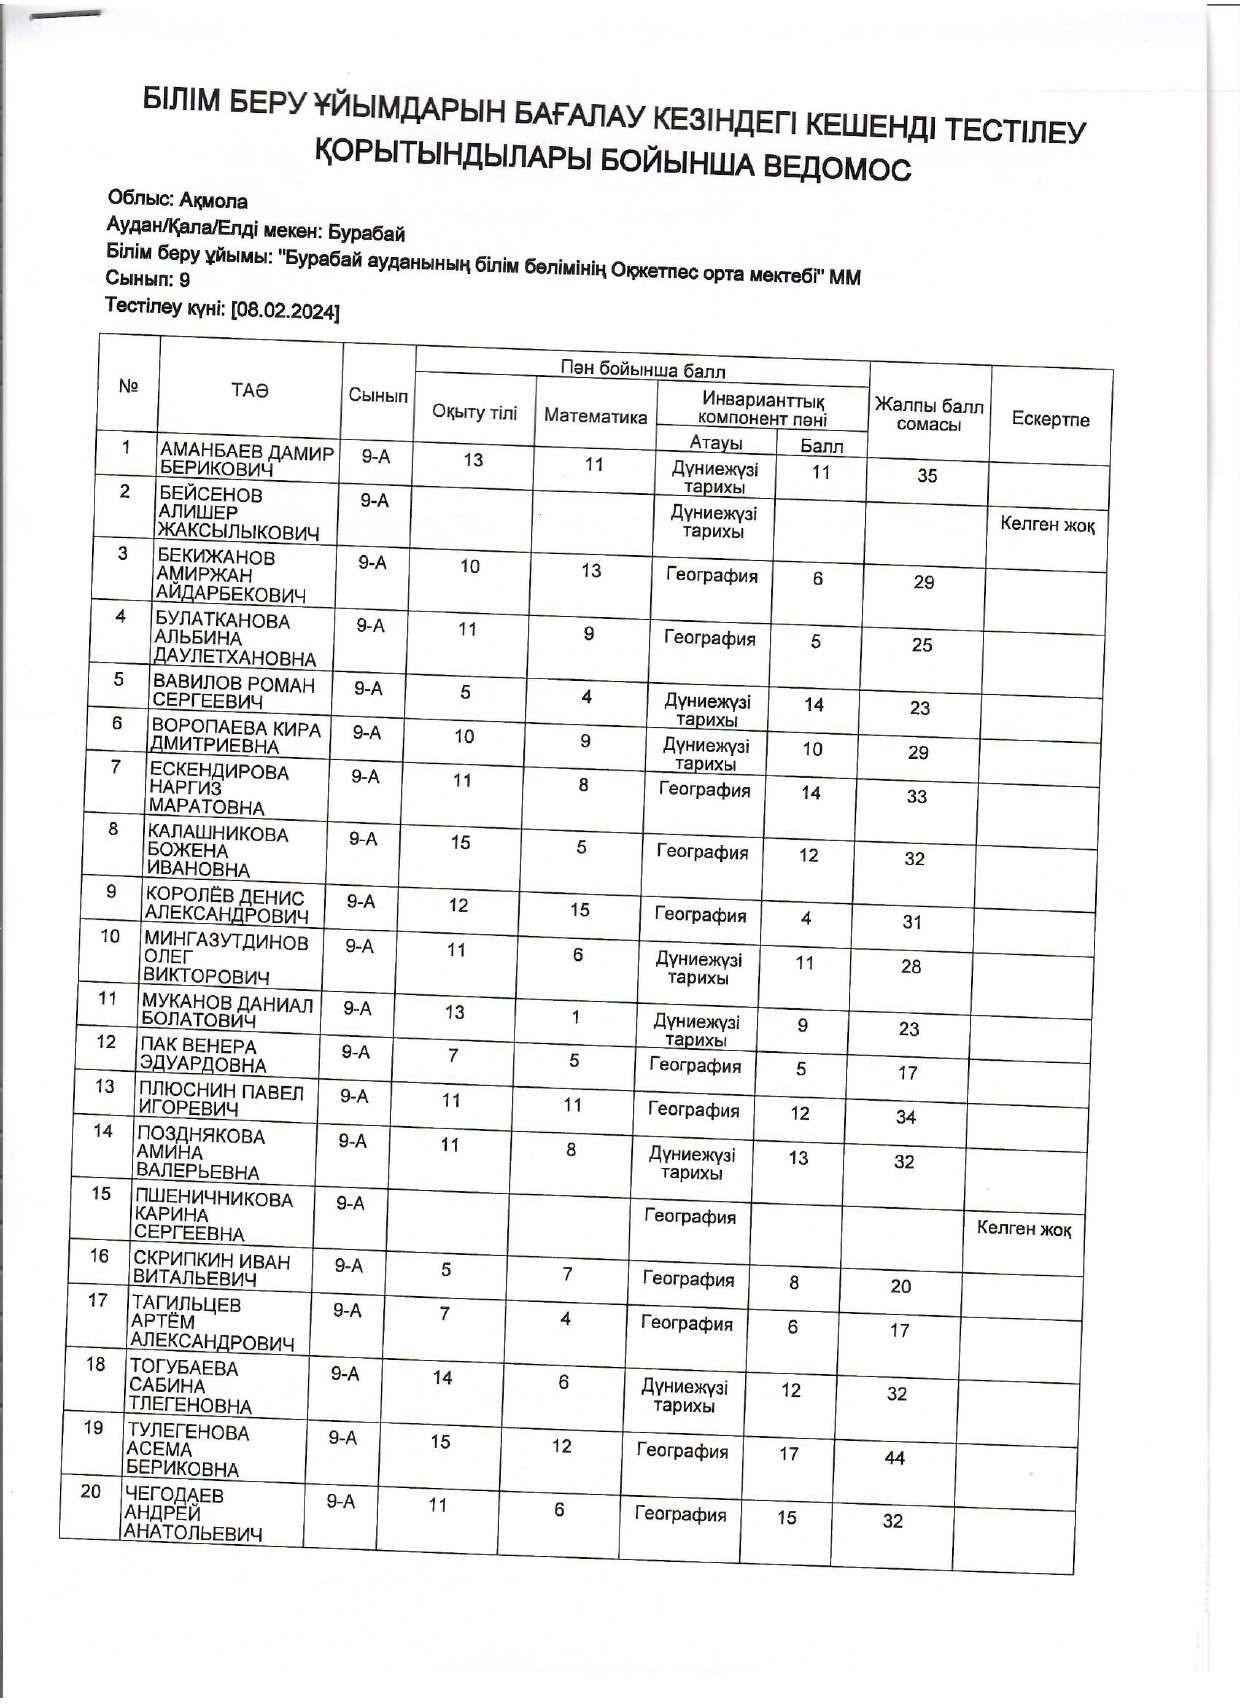 БІЛІМ БЕРУ ҰЙЫМДАРЫН БАҒАЛАУ КЕЗІНДЕГІ КЕШЕНДІ ТЕСТІЛЕУ
ҚОРЫТЫНДЫЛАРЫ БОЙЫНША ВЕДОМОС
Облыс: Ақмола
Аудан/Қала/Елді мекен: Бурабай
Білім беру ұйымы: "Бурабай ауданының білім бөлімінің Оқжетпес орта мектебі" ММ
Сынып: 9
Тестілеу күні: [08.02.2024]
№ ТАӘ Сынып Пән бойынша балл Жалпы балл сомасы Ескертпе
Оқыту тілі Математика Инварианттық компонент пәні
Атауы Балл
1 АМАНБАЕВ ДАМИР БЕРИКОВИЧ 9-А 13 11 Дүниежүзі тарихы 11 35
2 БЕЙСЕНОВ АЛИШЕР ЖАКСЫЛЫКОВИЧ 9-А Дүниежүзі тарихы Келген жоқ
3 БЕКИЖАНОВ АМИРЖАН АЙДАРБЕКОВИЧ 9-А 10 13 География 6 29
4 БУЛАТКАНОВА АЛЬБИНА ДАУЛЕТХАНОВНА 9-А 11 9 География 5 25
5 ВАВИЛОВ РОМАН СЕРГЕЕВИЧ 9-А 5 4 Дүниежүзі тарихы 14 23
6 ВОРОПАЕВА КИРА ДМИТРИЕВНА 9-А 10 9 Дүниежүзі тарихы 10 29
7 ЕСКЕНДИРОВА НАРГИЗ МАРАТОВНА 9-А 11 8 География 14 33
8 КАЛАШНИКОВА БОЖЕНА ИВАНОВНА 9-А 15 5 География 12 32
9 КОРОЛЁВ ДЕНИС АЛЕКСАНДРОВИЧ 9-А 12 15 География 4 31
10 МИНГАЗУТДИНОВ ОЛЕГ ВИКТОРОВИЧ 9-А 11 6 Дүниежүзі тарихы 11 28
11 МУКАНОВ ДАНИАЛ БОЛАТОВИЧ 9-А 13 1 Дүниежүзі тарихы 9 23
12 ПАК ВЕНЕРА ЭДУАРДОВНА 9-А 7 5 География 5 17
13 ПЛЮСНИН ПАВЕЛ ИГОРЕВИЧ 9-А 11 11 География 12 34
14 ПОЗДНЯКОВА АМИНА ВАЛЕРЬЕВНА 9-А 11 8 Дүниежүзі тарихы 13 32
15 ПШЕНИЧНИКОВА КАРИНА СЕРГЕЕВНА 9-А География Келген жоқ
16 СКРИПКИН ИВАН ВИТАЛЬЕВИЧ 9-А 5 7 География 8 20
17 ТАГИЛЬЦЕВ АРТЁМ АЛЕКСАНДРОВИЧ 9-А 7 4 География 6 17
18 ТОГУБАЕВА САБИНА ТЛЕГЕНОВНА 9-А 14 6 Дүниежүзі тарихы 12 32
19 ТУЛЕГЕНОВА АСЕМА БЕРИКОВНА 9-А 15 12 География 17 44
20 ЧЕГОДАЕВ АНДРЕЙ АНАТОЛЬЕВИЧ 9-А 11 6 География 15 32